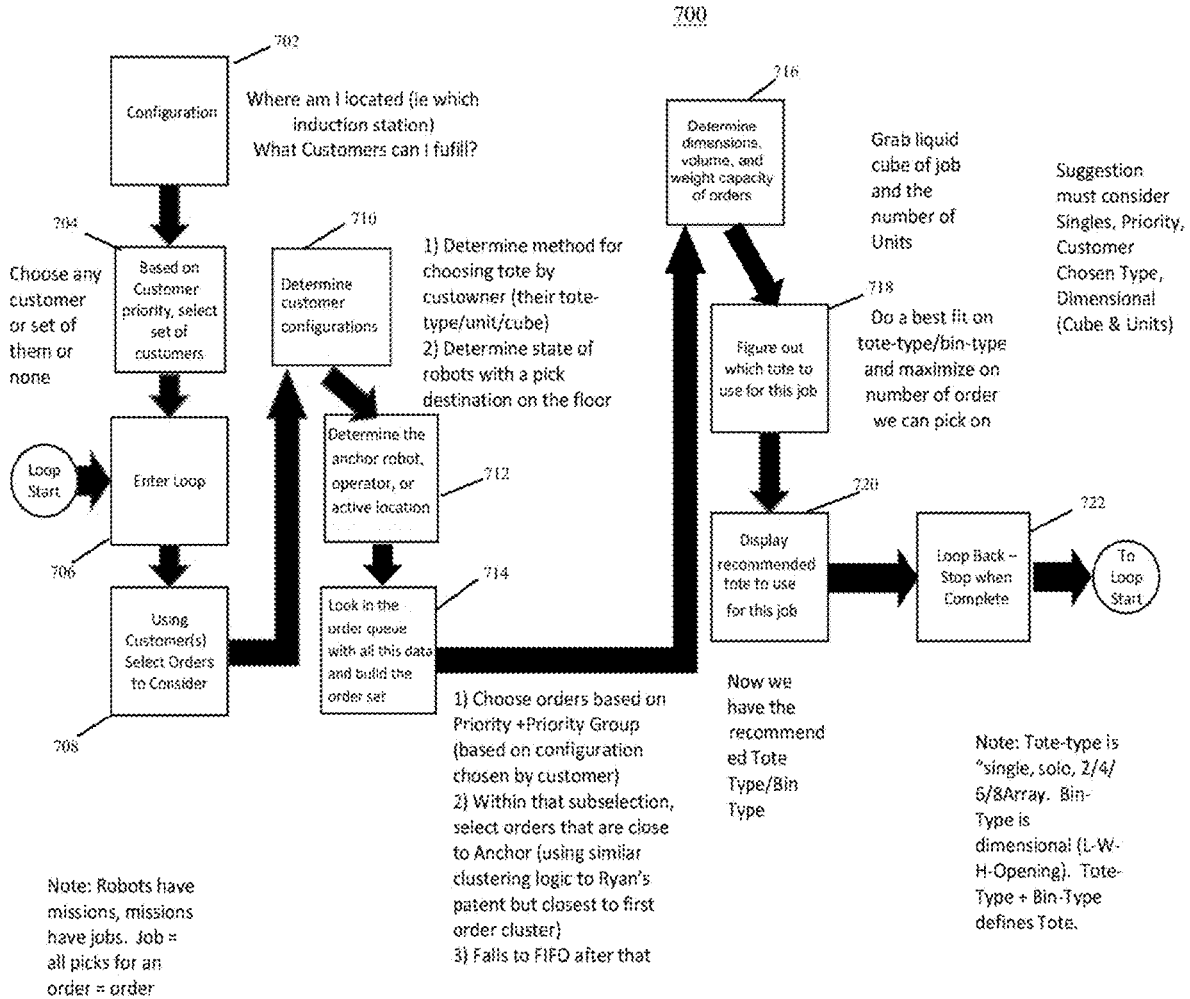 700
702
Configuration
Where am I located (ie which
induction station)
What Customers can I fufill?
704
Choose any
customer
or set of
them or
none
Based on
Customer
priority, select
set of
customers
Loop
Start
Enter Loop
706
Using
Customer(s)
Select Orders
to Consider
708
710
Determine
customer
configurations
1) Determine method for
choosing tote by
custowner (their tote-
type/unit/cube)
2) Determine state of
robots with a pick
destination on the floor
Determine the
anchor robot,
operator, or
active location
712
714
Look in the
order queue
with all this data
and build the
order set
1) Choose orders based on
Priority +Priority Group
(based on configuration
chosen by customer)
2) Within that subselection,
select orders that are close
to Anchor (using similar
clustering logic to Ryan's
patent but closest to first
order cluster)
3) Falls to FIFO after that
716
Determine
dimensions,
volume, and
weight capacity
of orders
Grab liquid
cube of job
and the
number of
Units
Suggestion
must consider
Singles, Priority,
Customer
Chosen Type,
Dimensional
(Cube & Units)
718
Figure out
which tote to
use for this job
Do a best fit on
tote-type/bin-type
and maximize on
number of order
we can pick on
720
Display
recommended
tote to use
for this job
Now we
have the
recommend
ed Tote
Type/Bin
Type
722
Loop Back –
Stop when
Complete
To
Loop
Start
Note: Tote-type is
"single, solo, 2/4/
6/8Array. Bin-
Type is
dimensional (L-W-
H-Opening). Tote-
Type + Bin-Type
defines Tote.
Note: Robots have
missions, missions
have jobs. Job =
all picks for an
order = order